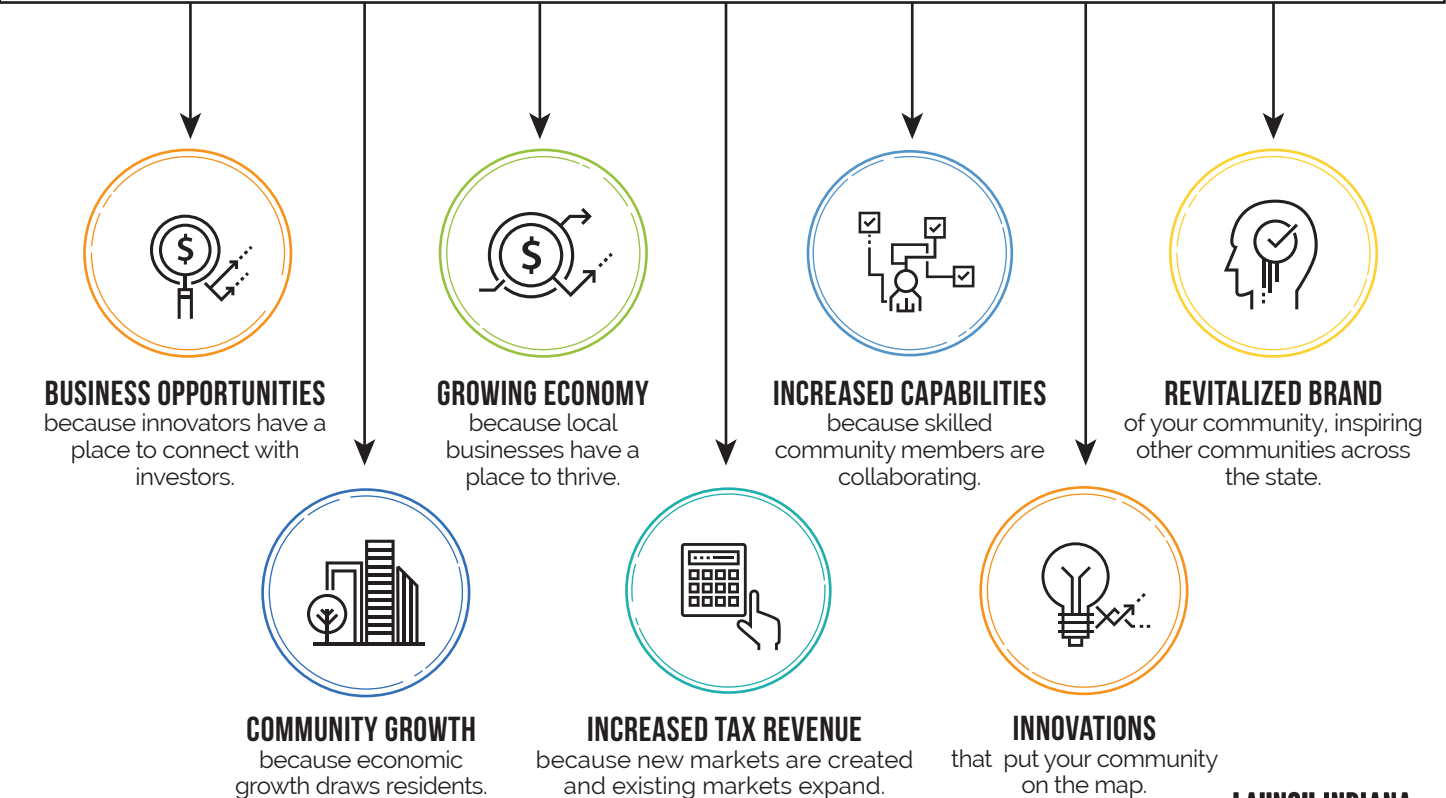 BUSINESS OPPORTUNITIES
because innovators have a
place to connect with
investors.
GROWING ECONOMY
because local
businesses have a
place to thrive.
INCREASED CAPABILITIES
because skilled
community members are
collaborating.
REVITALIZED BRAND
of your community, inspiring
other communities across
the state.
COMMUNITY GROWTH
because economic
growth draws residents.
INCREASED TAX REVENUE
because new markets are created
and existing markets expand.
INNOVATIONS
that put your community
on the map.
LAUNCH INDIANA